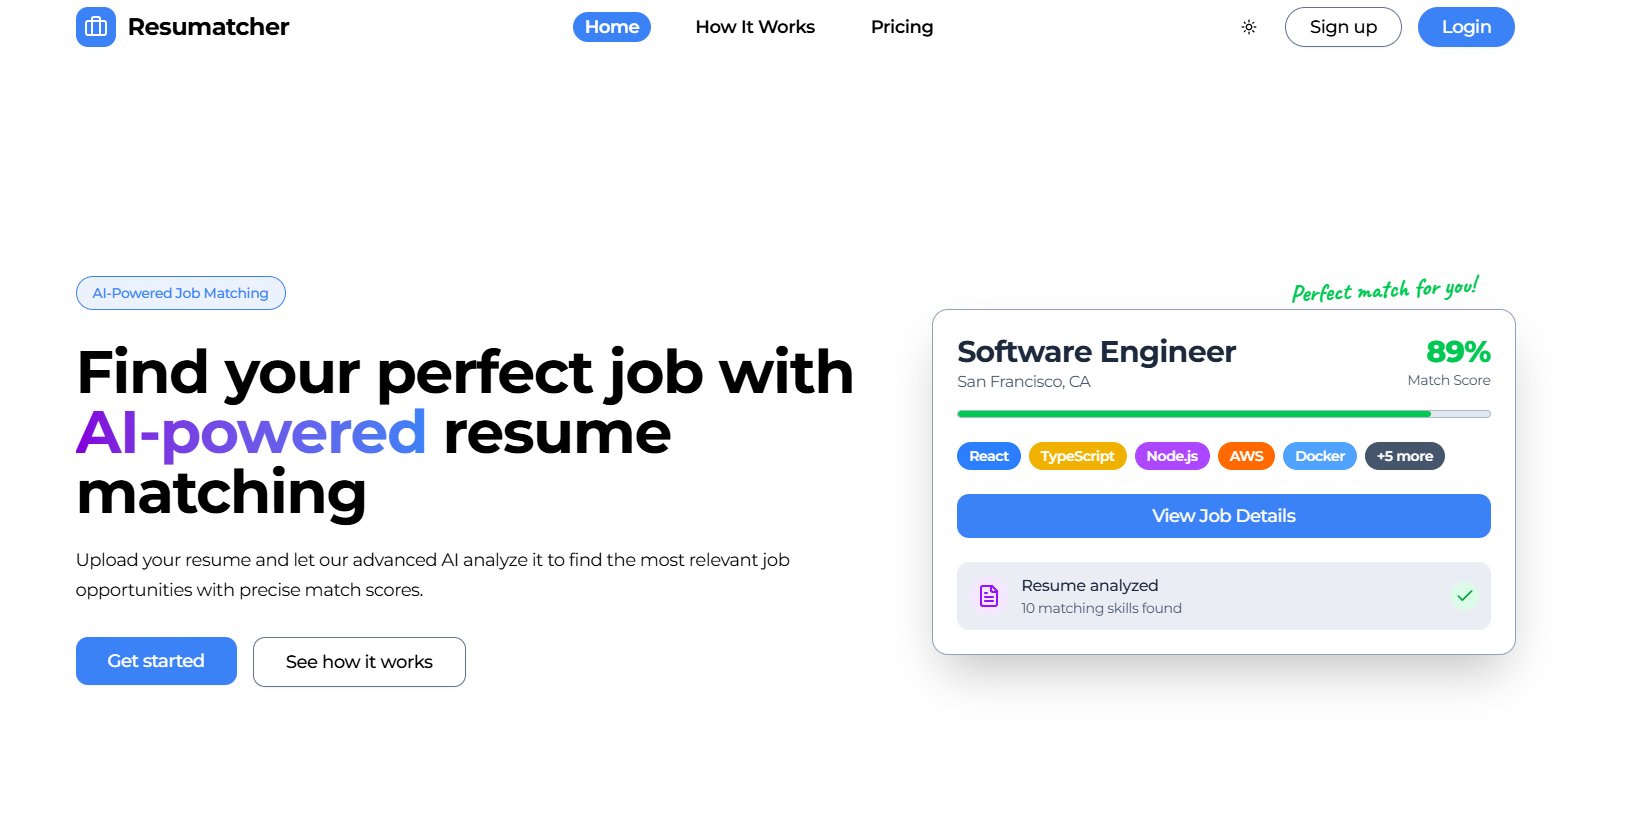 Resumatcher
Home
How It Works
Pricing
Sign up
Login
AI-Powered Job Matching
Find your perfect job with
AI-powered resume
matching
Upload your resume and let our advanced AI analyze it to find the most relevant job
opportunities with precise match scores.
Get started
See how it works
Perfect match for you!
Software Engineer
89%
San Francisco, CA
Match Score
React
TypeScript
Node.js
AWS
Docker
+5 more
View Job Details
Resume analyzed
10 matching skills found